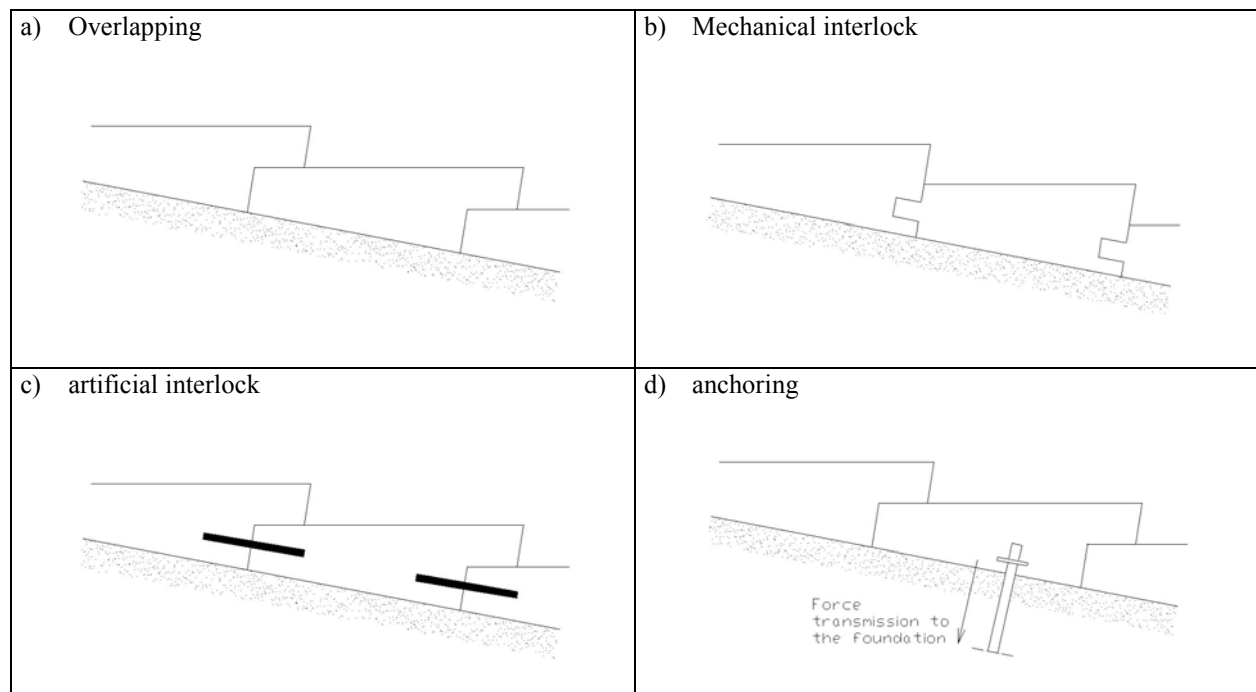 a) Overlapping
b) Mechanical interlock
c) artificial interlock
d) anchoring
Force
transmission to
the foundation